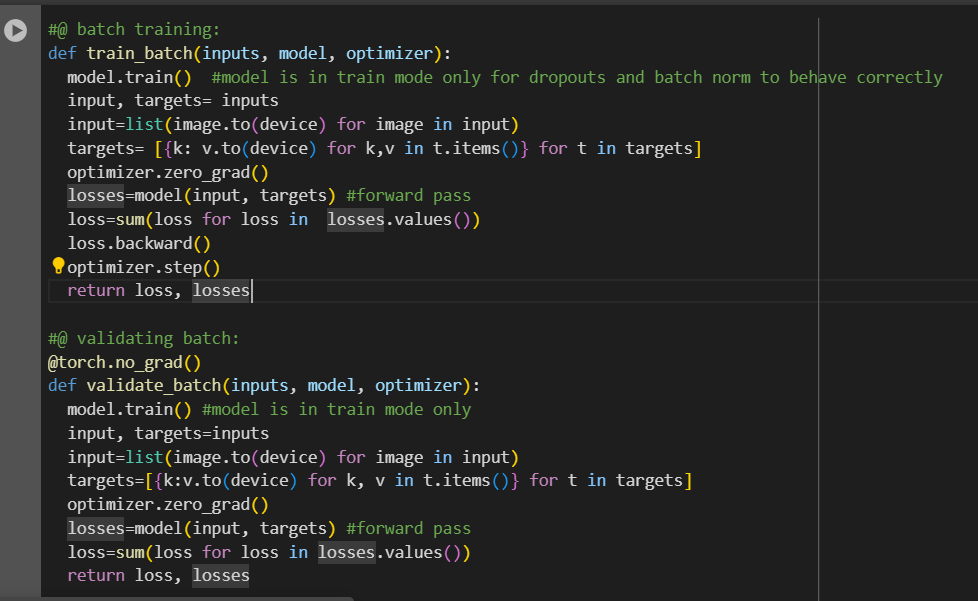 #@ batch training:
def train_batch(inputs, model, optimizer):
  model.train()  #model is in train mode only for dropouts and batch norm to behave correctly
  input, targets= inputs
  input=list(image.to(device) for image in input)
  targets= [{k: v.to(device) for k,v in t.items()} for t in targets]
  optimizer.zero_grad()
  losses=model(input, targets) #forward pass
  loss=sum(loss for loss in  losses.values())
  loss.backward()
  optimizer.step()
  return loss, losses

#@ validating batch:
@torch.no_grad()
def validate_batch(inputs, model, optimizer):
  model.train() #model is in train mode only
  input, targets=inputs
  input=list(image.to(device) for image in input)
  targets=[{k:v.to(device) for k, v in t.items()} for t in targets]
  optimizer.zero_grad()
  losses=model(input, targets) #forward pass
  loss=sum(loss for loss in losses.values())
  return loss, losses